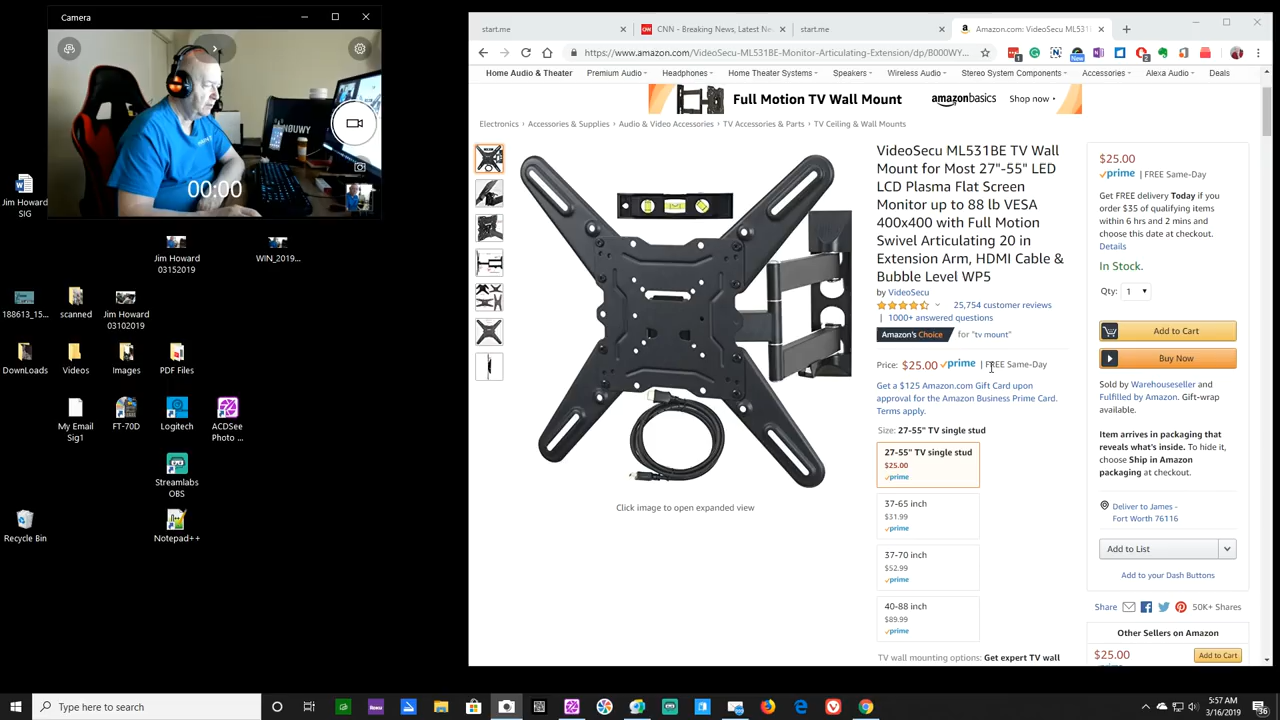 Camera
00:00
NOUWY
Jim Howard
SIG
Jim Howard
03152019
WIN_2019...
188613_15...
scanned
Jim Howard
03102019
DownLoads
Videos
Images
PDF Files
My Email
Sig1
FT-70D
Logitech
ACDSee
Photo ...
Streamlabs
OBS
Recycle Bin
Notepad++
start.me
CNN - Breaking News, Latest Ne
start.me
Amazon.com: VideoSecu ML531
https://www.amazon.com/VideoSecu-ML531BE-Monitor-Articulating-Extension/dp/B000WY...
New
1
2
Home Audio & Theater
Premium Audio
Headphones
Home Theater Systems
Speakers
Wireless Audio
Stereo System Components
Accessories
Alexa Audio
Deals
Full Motion TV Wall Mount
amazonbasics
Shop now
Electronics › Accessories & Supplies › Audio & Video Accessories › TV Accessories & Parts › TV Ceiling & Wall Mounts
Click image to open expanded view
VideoSecu ML531BE TV Wall
Mount for Most 27"-55" LED
LCD Plasma Flat Screen
Monitor up to 88 lb VESA
400x400 with Full Motion
Swivel Articulating 20 in
Extension Arm, HDMI Cable &
Bubble Level WP5
by VideoSecu
25,754 customer reviews
| 1000+ answered questions
Amazon's Choice for "tv mount"
Price: $25.00 prime | FREE Same-Day
Get a $125 Amazon.com Gift Card upon
approval for the Amazon Business Prime Card.
Terms apply.
Size: 27-55" TV single stud
27-55" TV single stud
$25.00
prime
37-65 inch
$31.99
prime
37-70 inch
$52.99
prime
40-88 inch
$89.99
prime
TV wall mounting options: Get expert TV wall
$25.00
prime | FREE Same-Day
Get FREE delivery Today if you
order $35 of qualifying items
within 6 hrs and 2 mins and
choose this date at checkout.
Details
In Stock.
Qty: 1
Add to Cart
Buy Now
Sold by Warehouseseller and
Fulfilled by Amazon. Gift-wrap
available.
Item arrives in packaging that
reveals what's inside. To hide it,
choose Ship in Amazon
packaging at checkout.
Deliver to James -
Fort Worth 76116
Add to List
Add to your Dash Buttons
Share
50K+ Shares
Other Sellers on Amazon
$25.00
Add to Cart
Type here to search
Roku
5:57 AM
3/16/2019
36